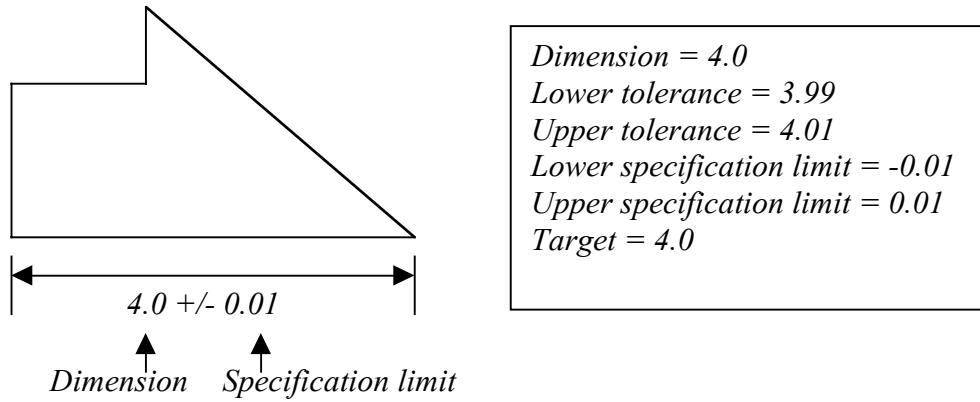 4.0 +/- 0.01
Dimension Specification limit
Dimension = 4.0
Lower tolerance = 3.99
Upper tolerance = 4.01
Lower specification limit = -0.01
Upper specification limit = 0.01
Target = 4.0